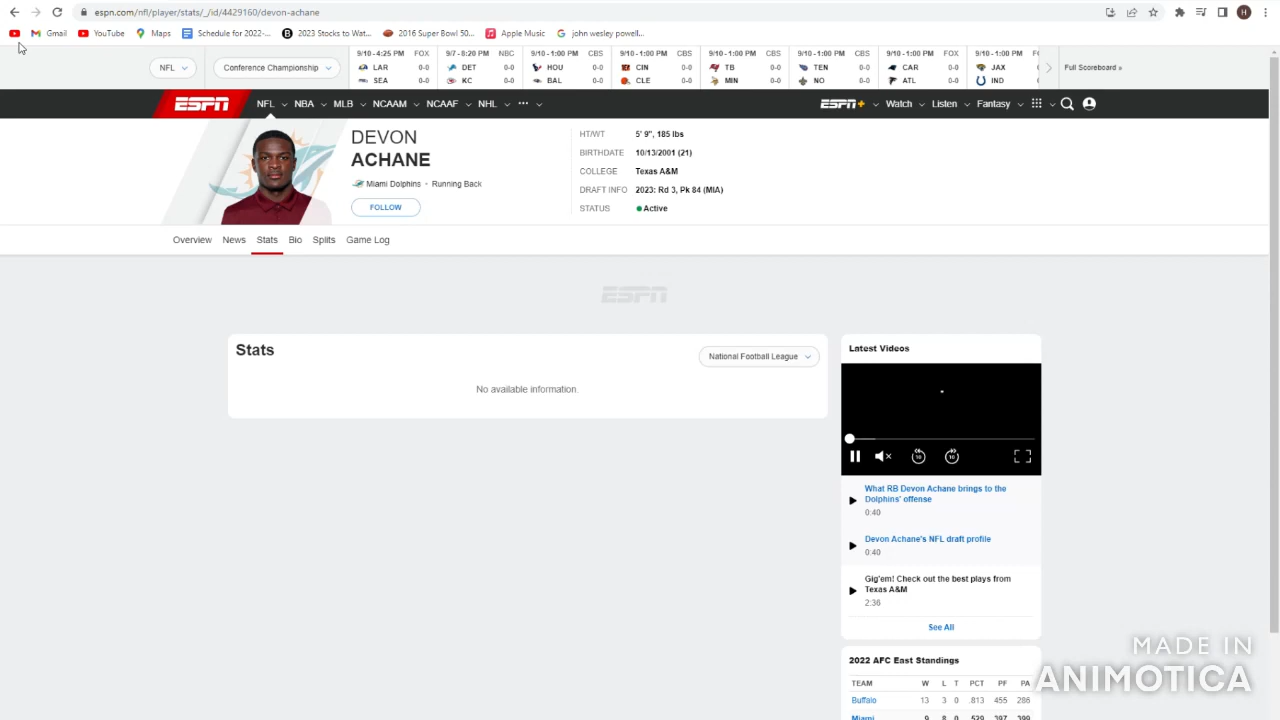 espn.com/nfl/player/stats/_/id/4429160/devon-achane
H
Gmail YouTube Maps Schedule for 2022-... 2023 Stocks to Wat... 2016 Super Bowl 50... Apple Music john wesley powell...
NFL Conference Championship
9/10 - 4:25 PM FOX 9/7 - 8:20 PM NBC 9/10 - 1:00 PM CBS 9/10 - 1:00 PM CBS 9/10 - 1:00 PM CBS 9/10 - 1:00 PM CBS 9/10 - 1:00 PM FOX 9/10 - 1:00 PM
LAR 0-0 DET 0-0 HOU 0-0 CIN 0-0 TB 0-0 TEN 0-0 CAR 0-0 JAX
SEA 0-0 KC 0-0 BAL 0-0 CLE 0-0 MIN 0-0 NO 0-0 ATL 0-0 IND
Full Scoreboard »
ESPN NFL NBA MLB NCAAM NCAAF NHL ••• ESPN+ Watch Listen Fantasy
DEVON
ACHANE
Miami Dolphins • Running Back
FOLLOW
HT/WT 5' 9", 185 lbs
BIRTHDATE 10/13/2001 (21)
COLLEGE Texas A&M
DRAFT INFO 2023: Rd 3, Pk 84 (MIA)
STATUS Active
Overview News Stats Bio Splits Game Log
ESPN
Stats
National Football League
No available information.
Latest Videos
10 10
What RB Devon Achane brings to the
Dolphins' offense
0:40
Devon Achane's NFL draft profile
0:40
Gig'em! Check out the best plays from
Texas A&M
2:36
See All
2022 AFC East Standings
TEAM W L T PCT PF PA
Buffalo 13 3 0 .813 455 286
Miami 9 8 0 .529 397 399
MADE IN
ANIMOTICA